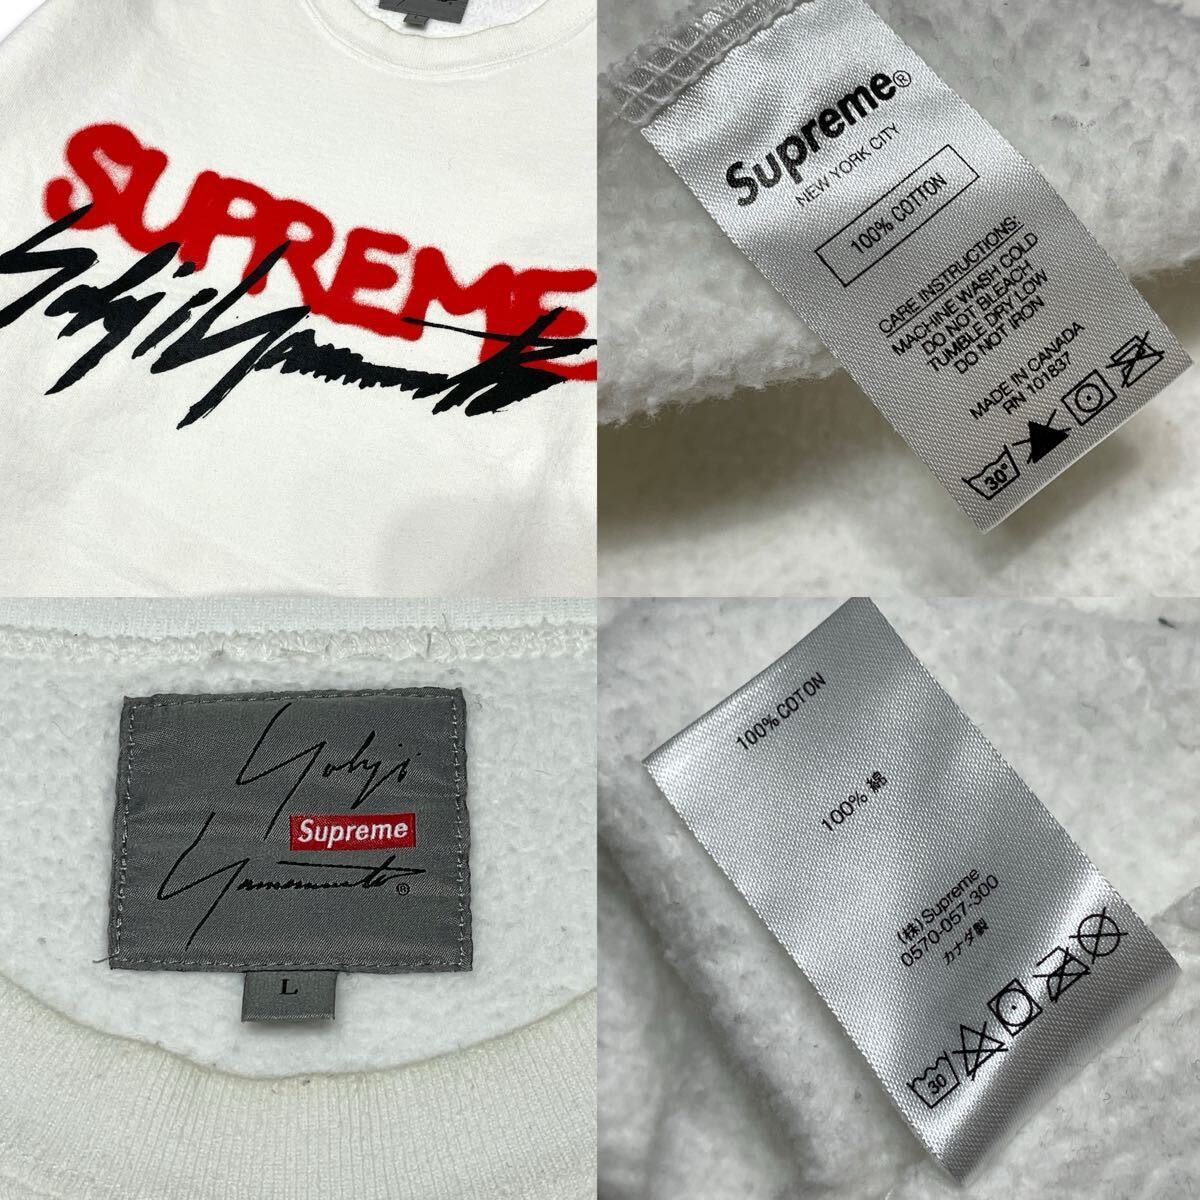 SUPREME
Yohji Yamamoto
L
Supreme®
NEW YORK CITY
100% COTTON
CARE INSTRUCTIONS:
MACHINE WASH COLD
DO NOT BLEACH
TUMBLE DRY LOW
DO NOT IRON
MADE IN CANADA
RN 101837
30°
Yohji
Supreme
Yamamoto®
L
100% COTTON
100% 綿
(株) Supreme
0570-057-300
カナダ製
30